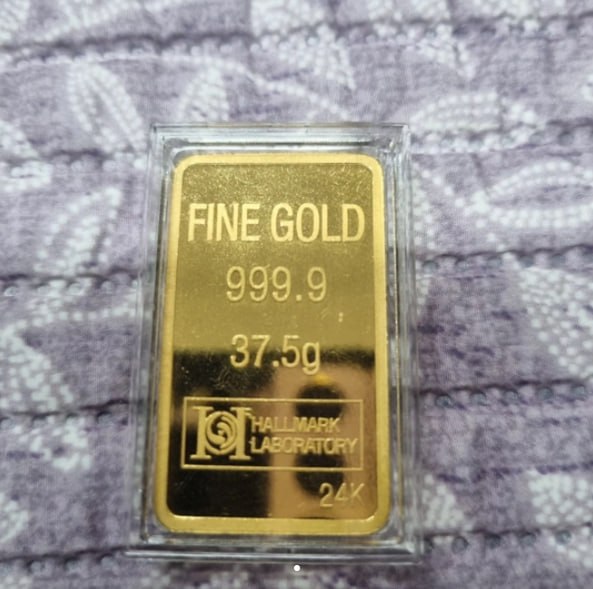 FINE GOLD
999.9
37.5g
HALLMARK
LABORATORY
24K